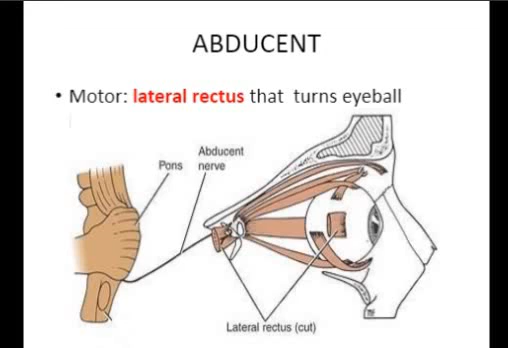 ABDUCENT
• Motor: lateral rectus that turns eyeball
Abducent
nerve
Pons
Lateral rectus (cut)